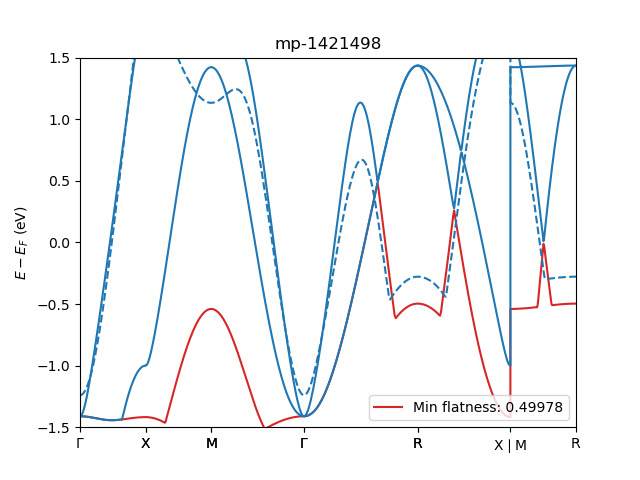 mp-1421498
E − E_F (eV)
1.5
1.0
0.5
0.0
−0.5
−1.0
−1.5
Min flatness: 0.49978
Γ X M Γ R X | M R